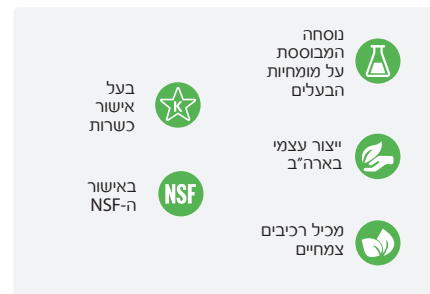 נוסחה
המבוססת
על מומחיות
הבעלים
ייצור עצמי
בארה"ב
מכיל רכיבים
צמחיים
K
בעל
אישור
כשרות
NSF
באישור
ה-NSF